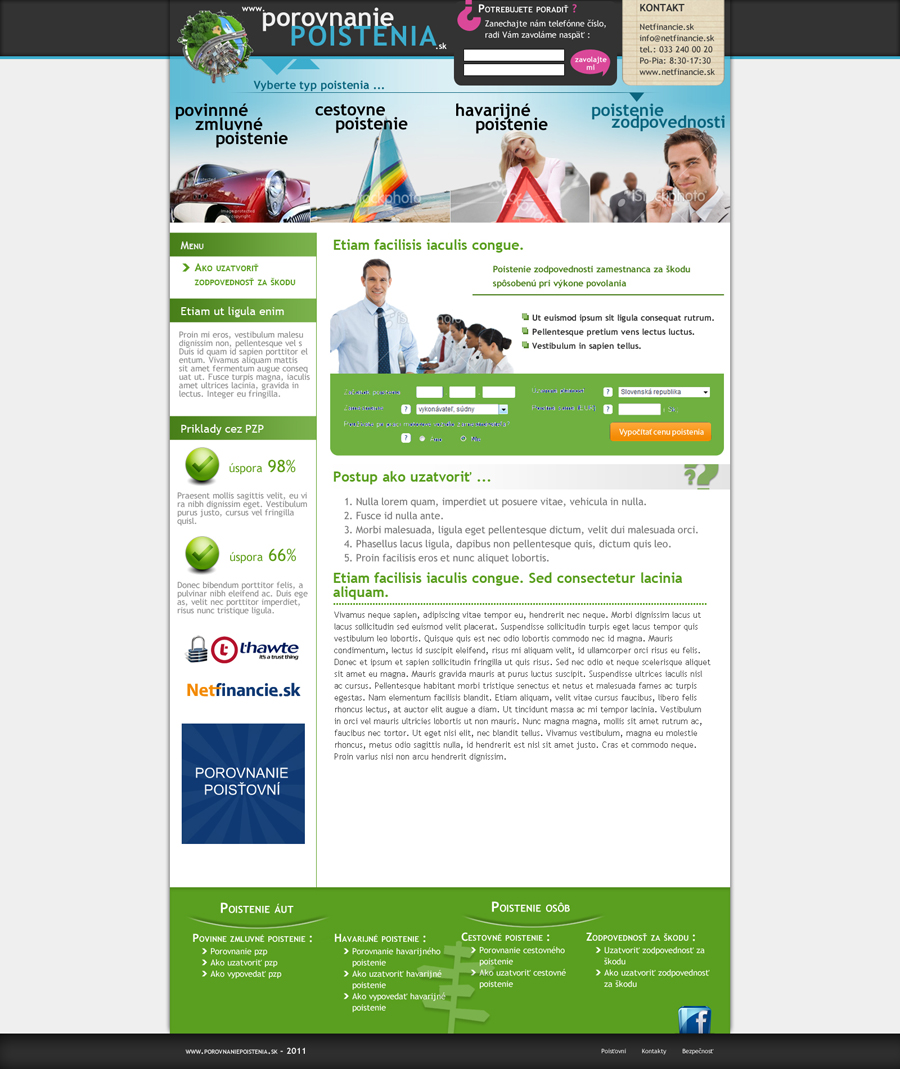 www.
porovnanie
POISTENIA.sk
Potrebujete poradiť ?
Zanechajte nám telefónne číslo,
radi Vám zavoláme naspäť :
zavolajte
mi
KONTAKT
Netfinancie.sk
info@netfinancie.sk
tel.: 033 240 00 20
Po-Pia: 8:30-17:30
www.netfinancie.sk
Vyberte typ poistenia ...
povinnné
zmluvné
poistenie
cestovne
poistenie
havarijné
poistenie
poistenie
zodpovednosti
iStockphoto
Menu
Ako uzatvoriť
zodpovednosť za škodu
Etiam ut ligula enim
Proin mi eros, vestibulum malesu
dignissim non, pellentesque vel s
Duis id quam id sapien porttitor el
entum. Vivamus aliquam mattis
sit amet fermentum augue conseq
uat ut. Fusce turpis magna, iaculis
amet ultrices lacinia, gravida in
lectus. Integer eu fringilla.
Priklady cez PZP
úspora 98%
Praesent mollis sagittis velit, eu vi
ra nibh dignissim eget. Vestibulum
purus justo, cursus vel fringilla
quisl.
úspora 66%
Donec bibendum porttitor felis, a
pulvinar nibh eleifend ac. Duis ege
as, velit nec porttitor imperdiet,
risus nunc tristique ligula.
thawte
it's a trust thing
Netfinancie.sk
POROVNANIE
POISŤOVNÍ
Etiam facilisis iaculis congue.
Poistenie zodpovednosti zamestnanca za škodu
spôsobenú pri výkone povolania
Ut euismod ipsum sit ligula consequat rutrum.
Pellentesque pretium vens lectus luctus.
Vestibulum in sapien tellus.
? Slovenská republika
? vykonávateľ, súdny
?
?
Vypočítať cenu poistenia
Postup ako uzatvoriť ...
1. Nulla lorem quam, imperdiet ut posuere vitae, vehicula in nulla.
2. Fusce id nulla ante.
3. Morbi malesuada, ligula eget pellentesque dictum, velit dui malesuada orci.
4. Phasellus lacus ligula, dapibus non pellentesque quis, dictum quis leo.
5. Proin facilisis eros et nunc aliquet lobortis.
Etiam facilisis iaculis congue. Sed consectetur lacinia
aliquam.
Vivamus neque sapien, adipiscing vitae tempor eu, hendrerit nec neque. Morbi dignissim lacus ut
lacus sollicitudin sed euismod velit placerat. Suspendisse sollicitudin turpis eget lacus tempor quis
vestibulum leo lobortis. Quisque quis est nec odio lobortis commodo nec id magna. Mauris
condimentum, lectus id suscipit eleifend, risus mi aliquam velit, id ullamcorper orci risus eu felis.
Donec et ipsum et sapien sollicitudin fringilla ut quis risus. Sed nec odio et neque scelerisque aliquet
sit amet eu magna. Mauris gravida mauris at purus luctus suscipit. Suspendisse ultrices iaculis nisi
ac cursus. Pellentesque habitant morbi tristique senectus et netus et malesuada fames ac turpis
egestas. Nam elementum facilisis blandit. Etiam aliquam, velit vitae cursus faucibus, libero felis
rhoncus lectus, at auctor elit augue a diam. Ut tincidunt massa ac mi tempor lacinia. Vestibulum
in orci vel mauris ultricies lobortis ut non mauris. Nunc magna magna, mollis sit amet rutrum ac,
faucibus nec tortor. Ut eget nisi elit, nec blandit tellus. Vivamus vestibulum, magna eu molestie
rhoncus, metus odio sagittis nulla, id hendrerit est nisl sit amet justo. Cras et commodo neque.
Proin varius nisi non arcu hendrerit dignissim.
Poistenie áut
Poistenie osôb
Povinne zmluvné poistenie :
Porovnanie pzp
Ako uzatvoriť pzp
Ako vypovedať pzp
Havarijné poistenie :
Porovnanie havarijného
poistenie
Ako uzatvoriť havarijné
poistenie
Ako vypovedať havarijné
poistenie
Cestovné poistenie :
Porovnanie cestovného
poistenie
Ako uzatvoriť cestovné
poistenie
Zodpovednosť za škodu :
Uzatvoriť zodpovednosť za
škodu
Ako uzatvoriť zodpovednosť
za škodu
f
www.porovnaniepoistenia.sk - 2011
Poisťovní Kontakty Bezpečnosť